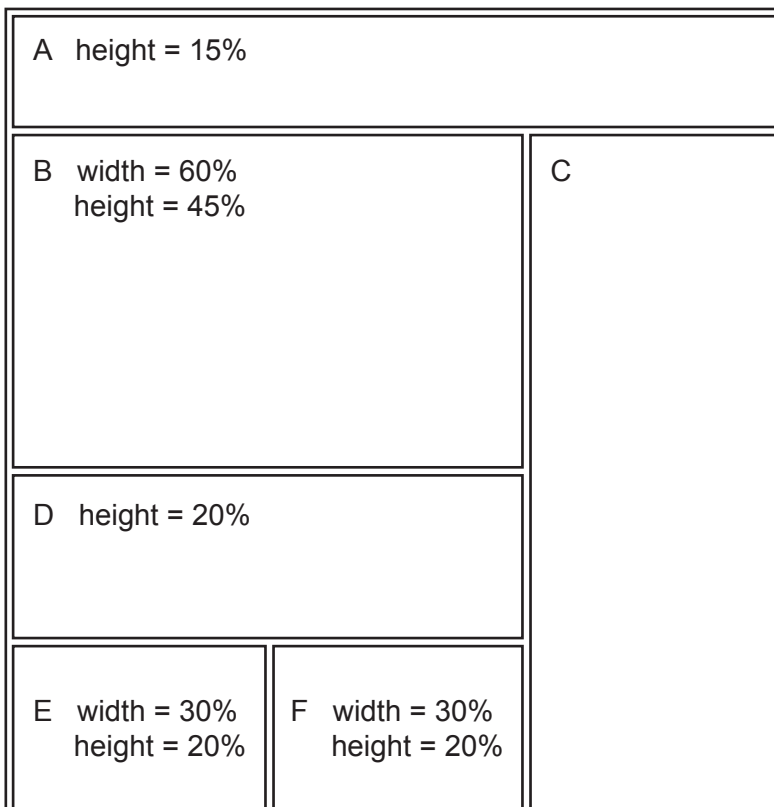 A height = 15%
B width = 60%
height = 45%
C
D height = 20%
E width = 30%
height = 20%
F width = 30%
height = 20%